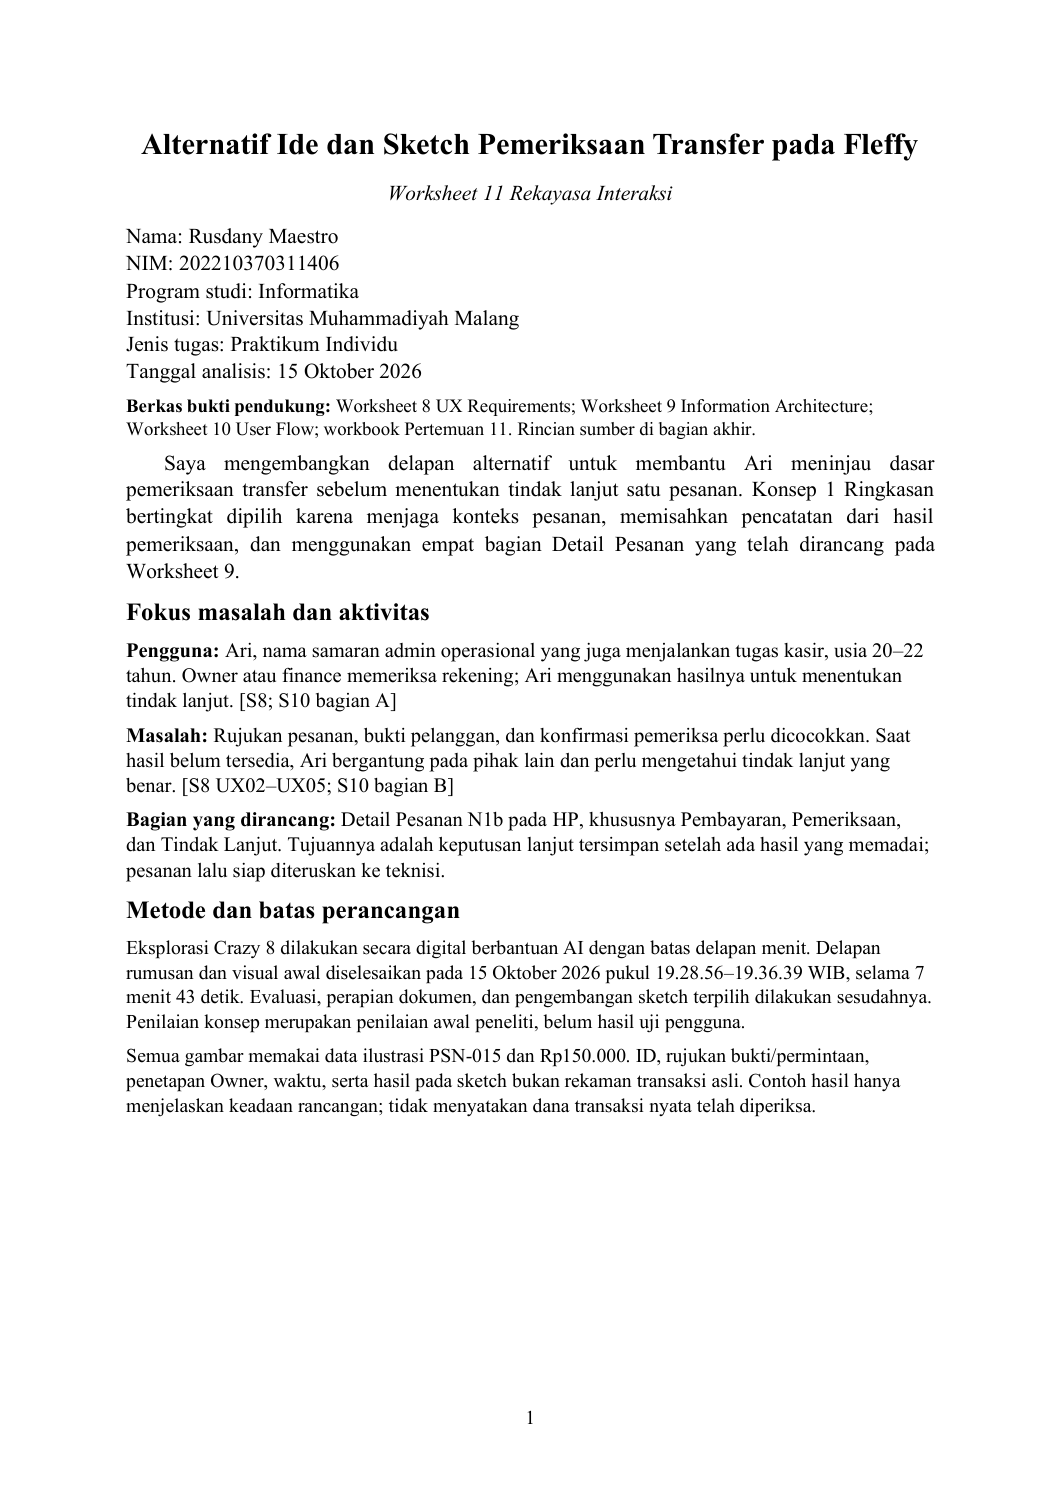 Alternatif Ide dan Sketch Pemeriksaan Transfer pada Fleffy
Worksheet 11 Rekayasa Interaksi
Nama: Rusdany Maestro
NIM: 202210370311406
Program studi: Informatika
Institusi: Universitas Muhammadiyah Malang
Jenis tugas: Praktikum Individu
Tanggal analisis: 15 Oktober 2026
Berkas bukti pendukung: Worksheet 8 UX Requirements; Worksheet 9 Information Architecture;
Worksheet 10 User Flow; workbook Pertemuan 11. Rincian sumber di bagian akhir.
Saya mengembangkan delapan alternatif untuk membantu Ari meninjau dasar
pemeriksaan transfer sebelum menentukan tindak lanjut satu pesanan. Konsep 1 Ringkasan
bertingkat dipilih karena menjaga konteks pesanan, memisahkan pencatatan dari hasil
pemeriksaan, dan menggunakan empat bagian Detail Pesanan yang telah dirancang pada
Worksheet 9.
Fokus masalah dan aktivitas
Pengguna: Ari, nama samaran admin operasional yang juga menjalankan tugas kasir, usia 20–22
tahun. Owner atau finance memeriksa rekening; Ari menggunakan hasilnya untuk menentukan
tindak lanjut. [S8; S10 bagian A]
Masalah: Rujukan pesanan, bukti pelanggan, dan konfirmasi pemeriksa perlu dicocokkan. Saat
hasil belum tersedia, Ari bergantung pada pihak lain dan perlu mengetahui tindak lanjut yang
benar. [S8 UX02–UX05; S10 bagian B]
Bagian yang dirancang: Detail Pesanan N1b pada HP, khususnya Pembayaran, Pemeriksaan,
dan Tindak Lanjut. Tujuannya adalah keputusan lanjut tersimpan setelah ada hasil yang memadai;
pesanan lalu siap diteruskan ke teknisi.
Metode dan batas perancangan
Eksplorasi Crazy 8 dilakukan secara digital berbantuan AI dengan batas delapan menit. Delapan
rumusan dan visual awal diselesaikan pada 15 Oktober 2026 pukul 19.28.56–19.36.39 WIB, selama 7
menit 43 detik. Evaluasi, perapian dokumen, dan pengembangan sketch terpilih dilakukan sesudahnya.
Penilaian konsep merupakan penilaian awal peneliti, belum hasil uji pengguna.
Semua gambar memakai data ilustrasi PSN-015 dan Rp150.000. ID, rujukan bukti/permintaan,
penetapan Owner, waktu, serta hasil pada sketch bukan rekaman transaksi asli. Contoh hasil hanya
menjelaskan keadaan rancangan; tidak menyatakan dana transaksi nyata telah diperiksa.
1